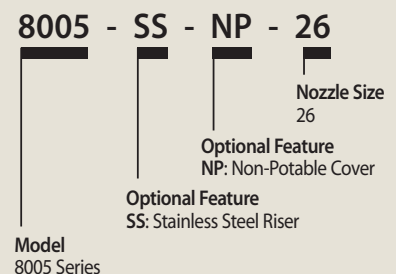 8005 - SS - NP - 26
Nozzle Size
26
Optional Feature
NP: Non-Potable Cover
Optional Feature
SS: Stainless Steel Riser
Model
8005 Series